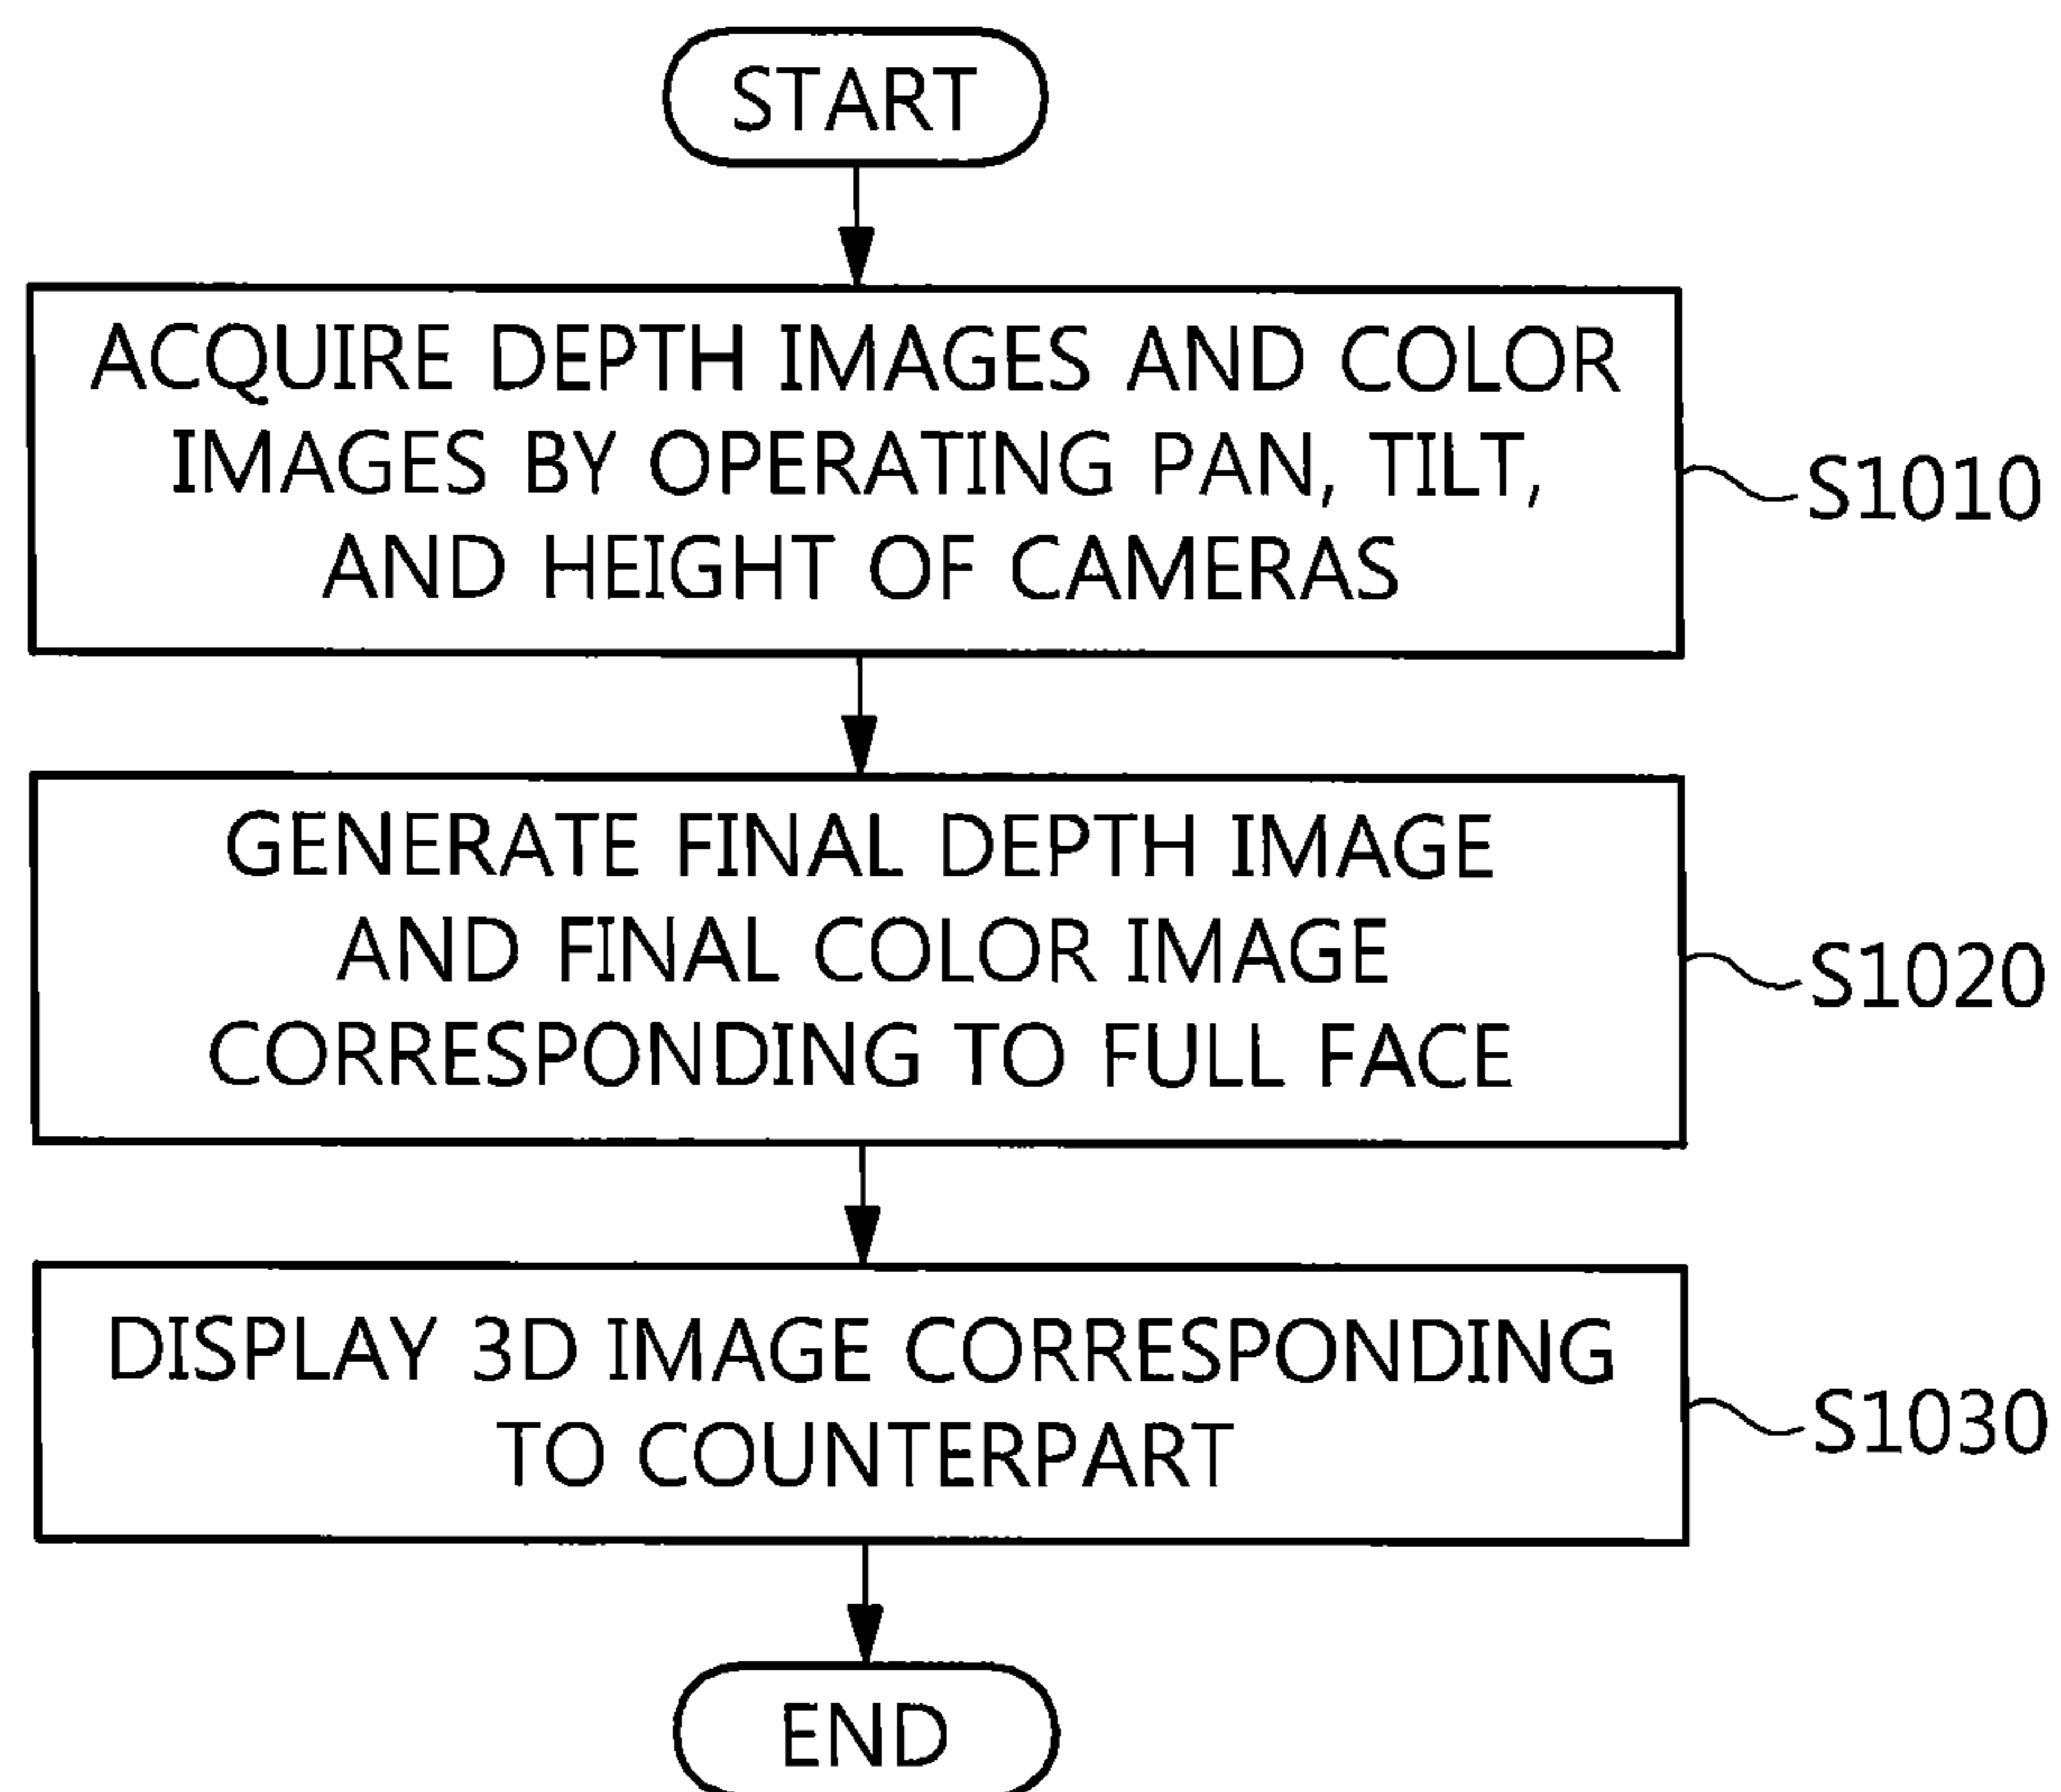 START
ACQUIRE DEPTH IMAGES AND COLOR
IMAGES BY OPERATING PAN, TILT,
AND HEIGHT OF CAMERAS
S1010
GENERATE FINAL DEPTH IMAGE
AND FINAL COLOR IMAGE
CORRESPONDING TO FULL FACE
S1020
DISPLAY 3D IMAGE CORRESPONDING
TO COUNTERPART
S1030
END